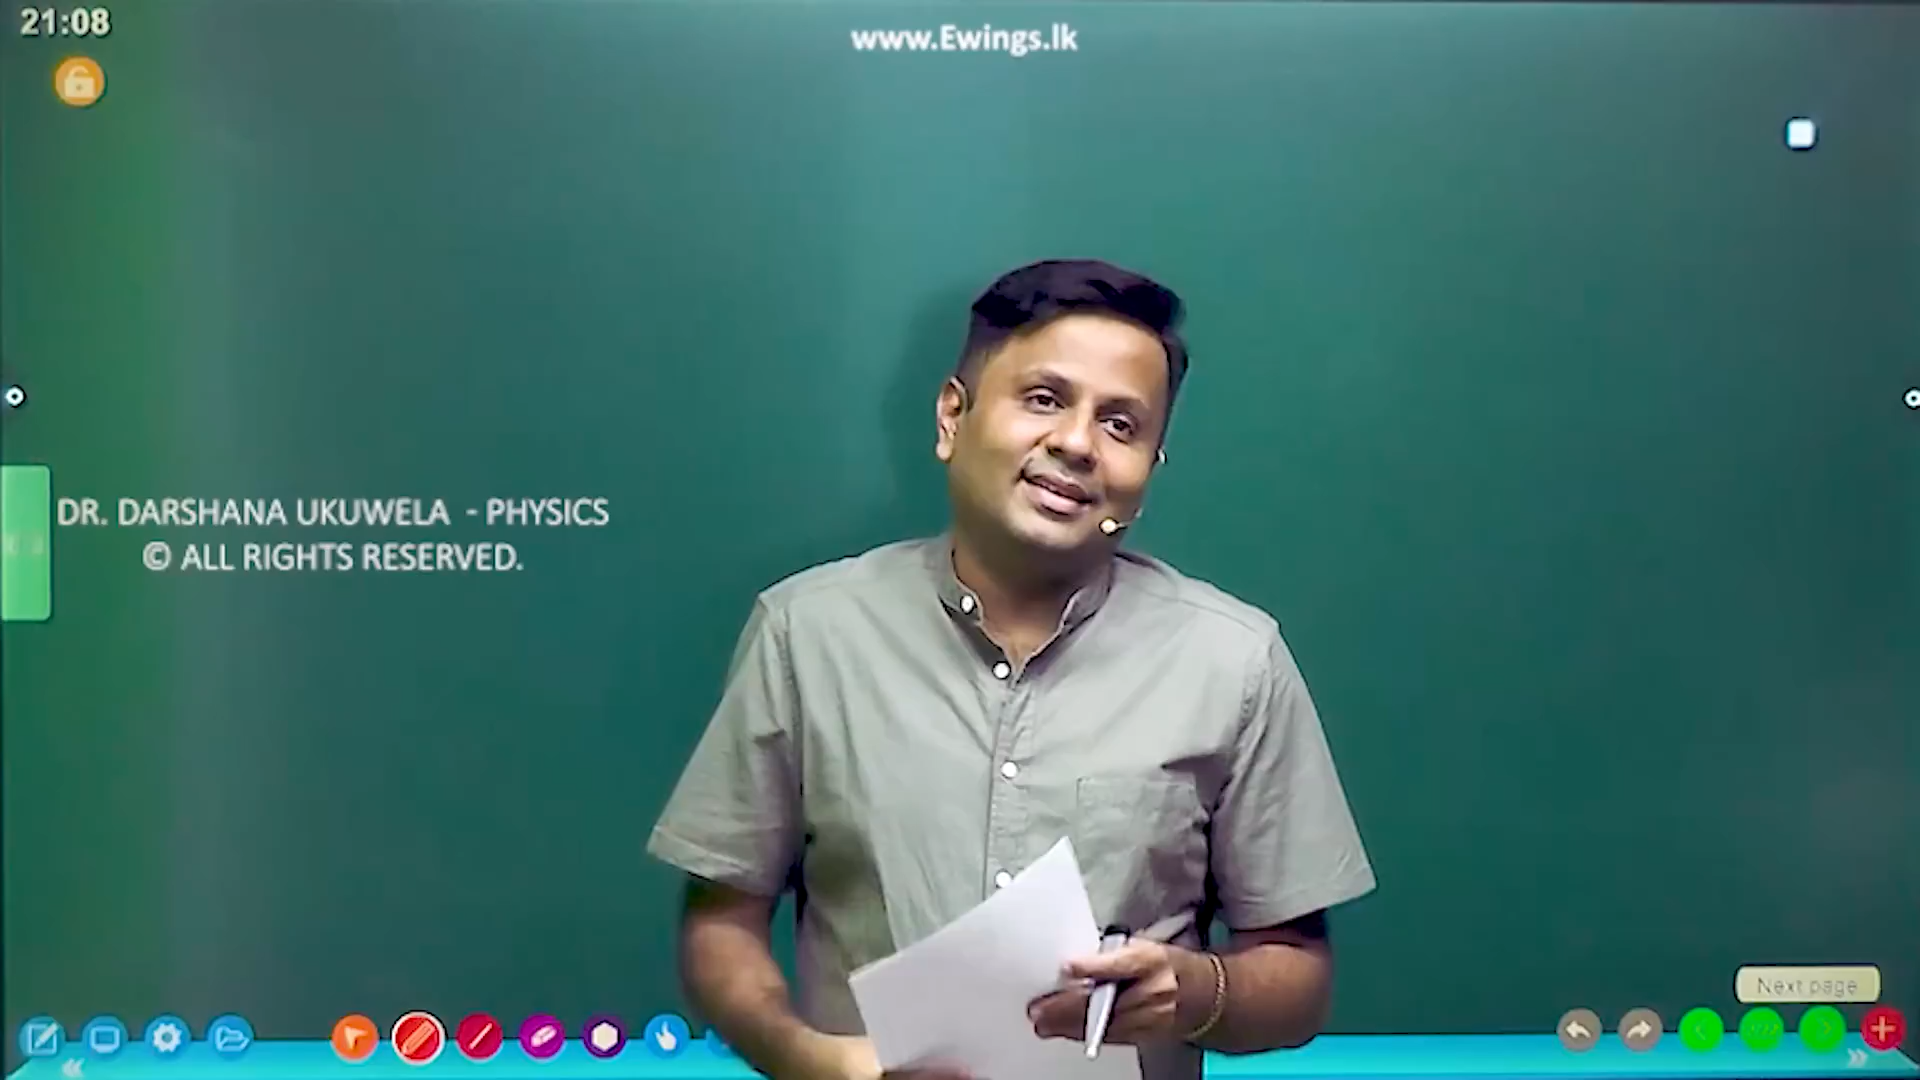 21:08
www.Ewings.lk
DR. DARSHANA UKUWELA - PHYSICS
© ALL RIGHTS RESERVED.
Next page